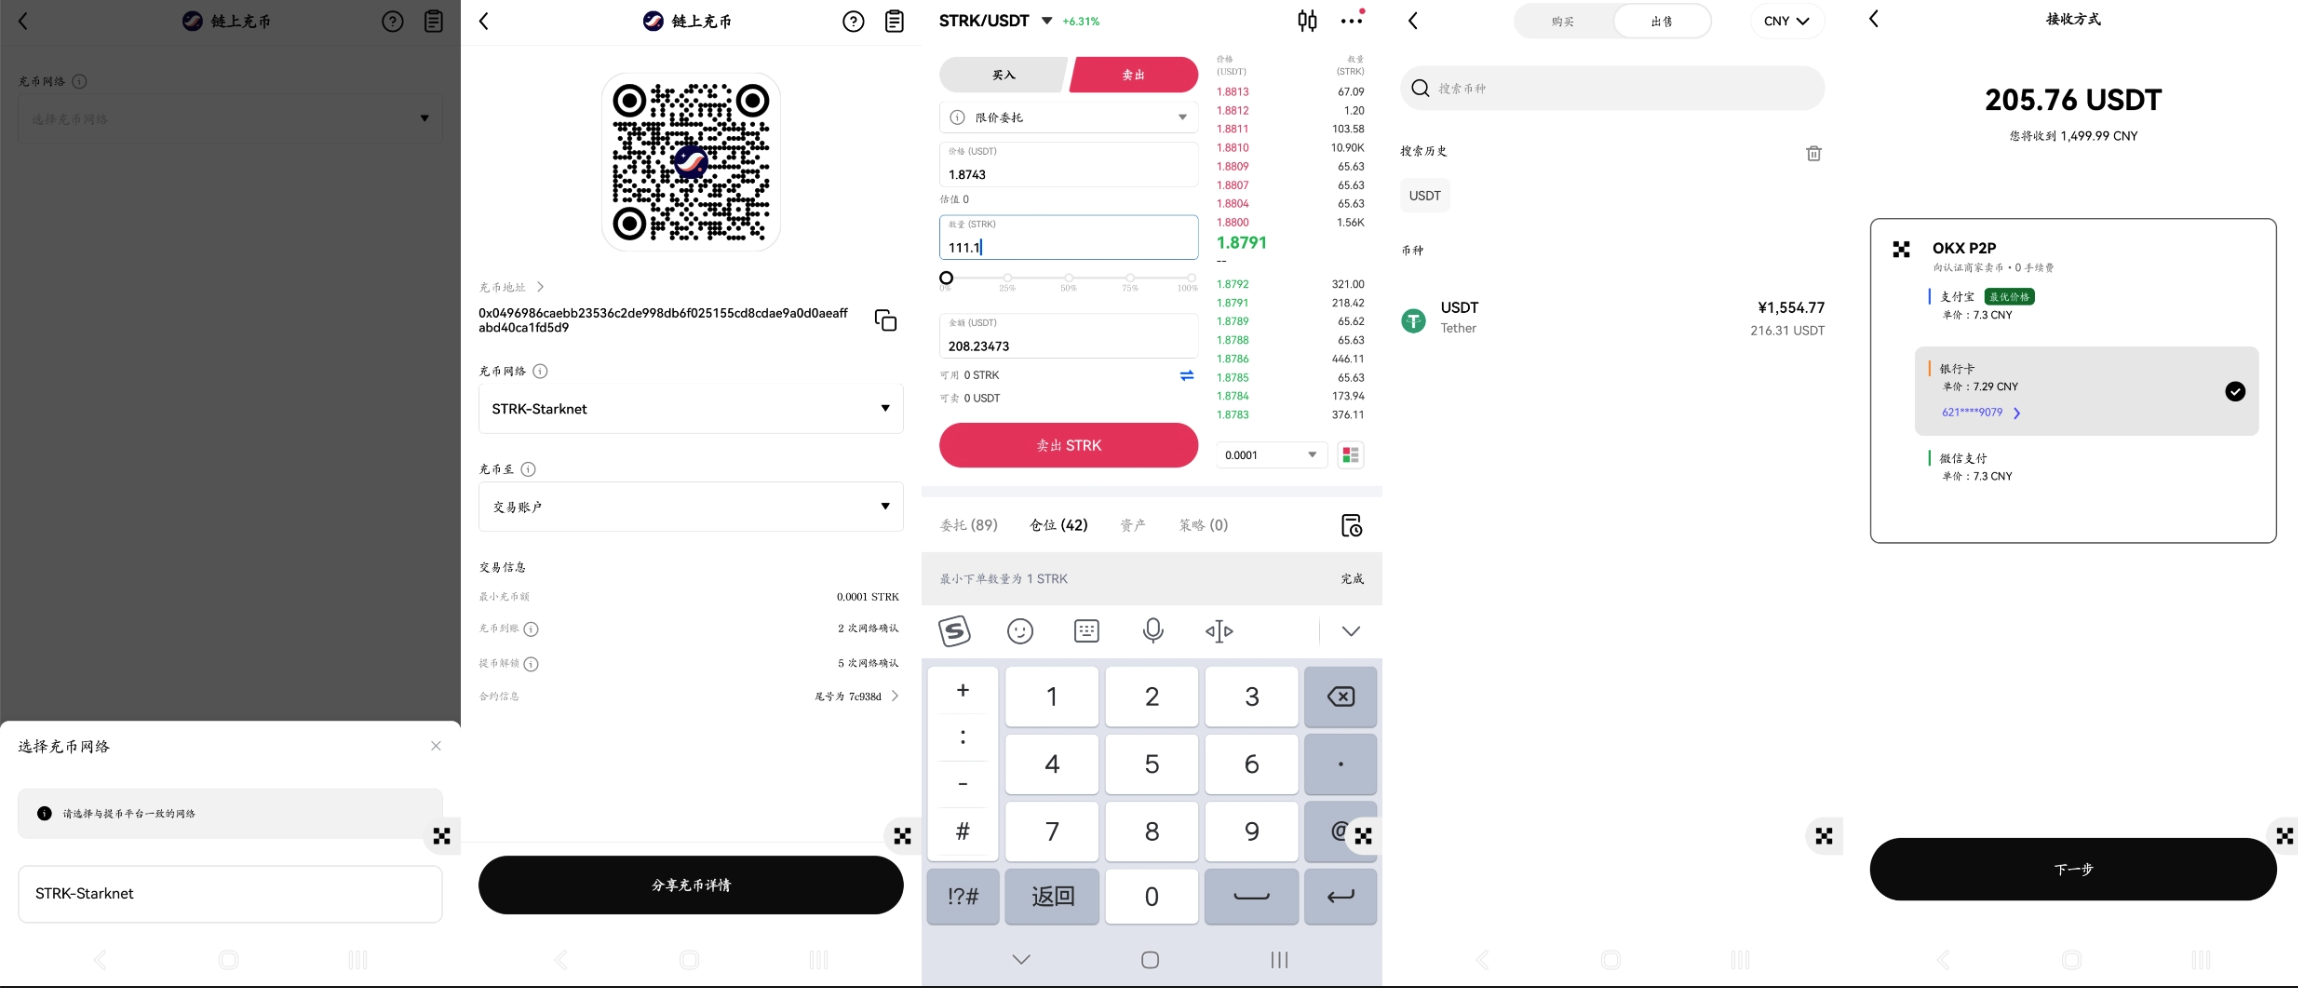 链上充币
充币网络
选择充币网络
选择充币网络
请选择与提币平台一致的网络
STRK-Starknet
链上充币
充币地址
0x0496986caebb23536c2de998db6f025155cd8cdae9a0d0aeaff
abd40ca1fd5d9
充币网络
STRK-Starknet
充币至
交易账户
交易信息
最小充币额 0.0001 STRK
充币到账 2 次网络确认
提币解锁 5 次网络确认
合约信息 尾号为 7c938d
分享充币详情
STRK/USDT +6.31%
买入 卖出
限价委托
价格 (USDT)
1.8743
估值 0
数量 (STRK)
111.1
0% 25% 50% 75% 100%
金额 (USDT)
208.23473
可用 0 STRK
可卖 0 USDT
卖出 STRK
价格 数量
(USDT) (STRK)
1.8813 67.09
1.8812 1.20
1.8811 103.58
1.8810 10.90K
1.8809 65.63
1.8807 65.63
1.8804 65.63
1.8800 1.56K
1.8791
--
1.8792 321.00
1.8791 218.42
1.8789 65.62
1.8788 65.63
1.8786 446.11
1.8785 65.63
1.8784 173.94
1.8783 376.11
0.0001
委托 (89) 仓位 (42) 资产 策略 (0)
最小下单数量为 1 STRK 完成
+ 1 2 3
: 4 5 6 .
-
# 7 8 9 @
!?# 返回 0
购买 出售 CNY
搜索币种
搜索历史
USDT
币种
USDT ¥1,554.77
Tether 216.31 USDT
接收方式
205.76 USDT
您将收到 1,499.99 CNY
OKX P2P
向认证商家卖币 • 0 手续费
支付宝 最优价格
单价：7.3 CNY
银行卡
单价：7.29 CNY
621****9079
微信支付
单价：7.3 CNY
下一步